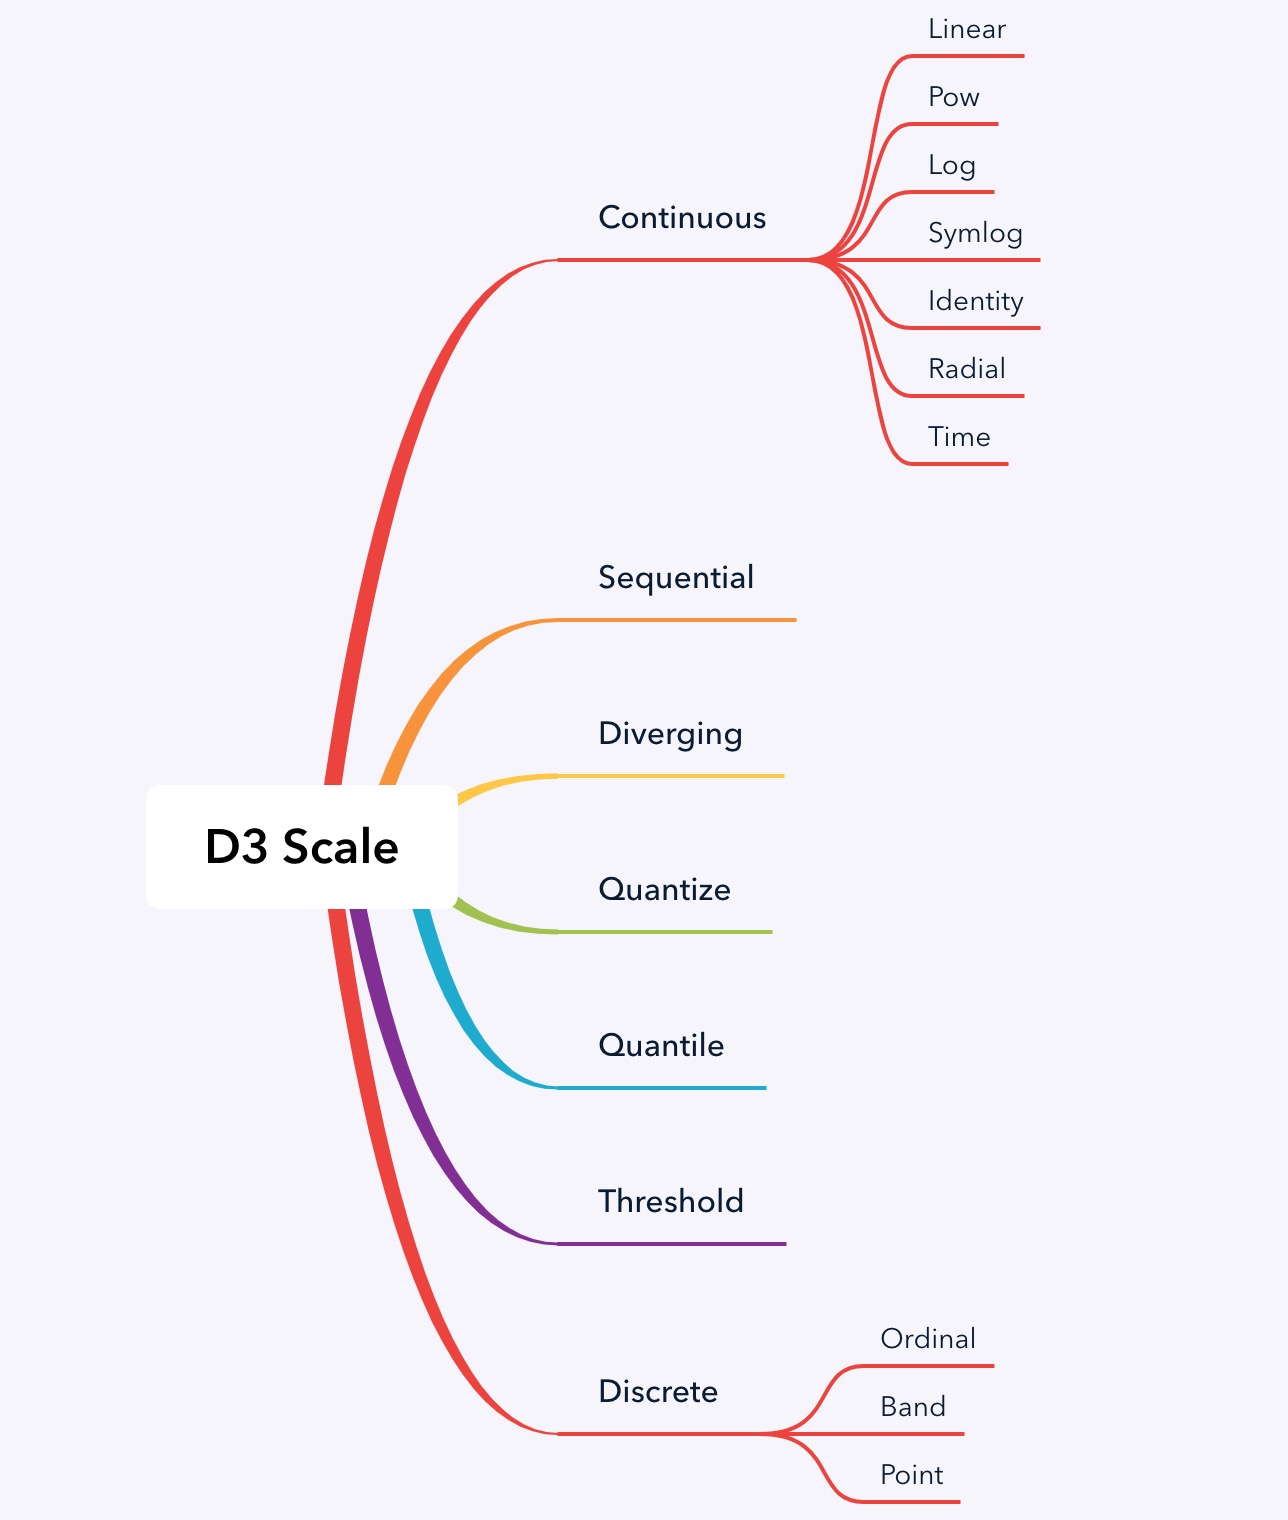 Linear
Pow
Log
Continuous
Symlog
Identity
Radial
Time
Sequential
Diverging
D3 Scale
Quantize
Quantile
Threshold
Ordinal
Discrete
Band
Point